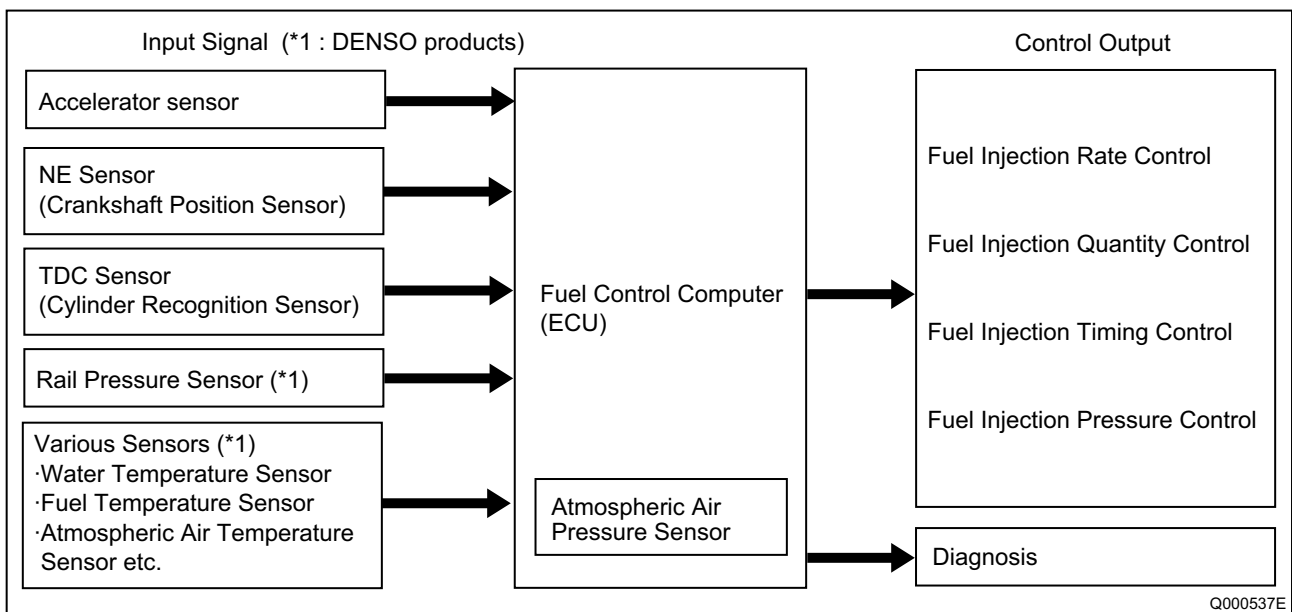 Input Signal (*1 : DENSO products)
Accelerator sensor
NE Sensor
(Crankshaft Position Sensor)
TDC Sensor
(Cylinder Recognition Sensor)
Rail Pressure Sensor (*1)
Various Sensors (*1)
·Water Temperature Sensor
·Fuel Temperature Sensor
·Atmospheric Air Temperature
Sensor etc.
Fuel Control Computer
(ECU)
Atmospheric Air
Pressure Sensor
Control Output
Fuel Injection Rate Control
Fuel Injection Quantity Control
Fuel Injection Timing Control
Fuel Injection Pressure Control
Diagnosis
Q000537E